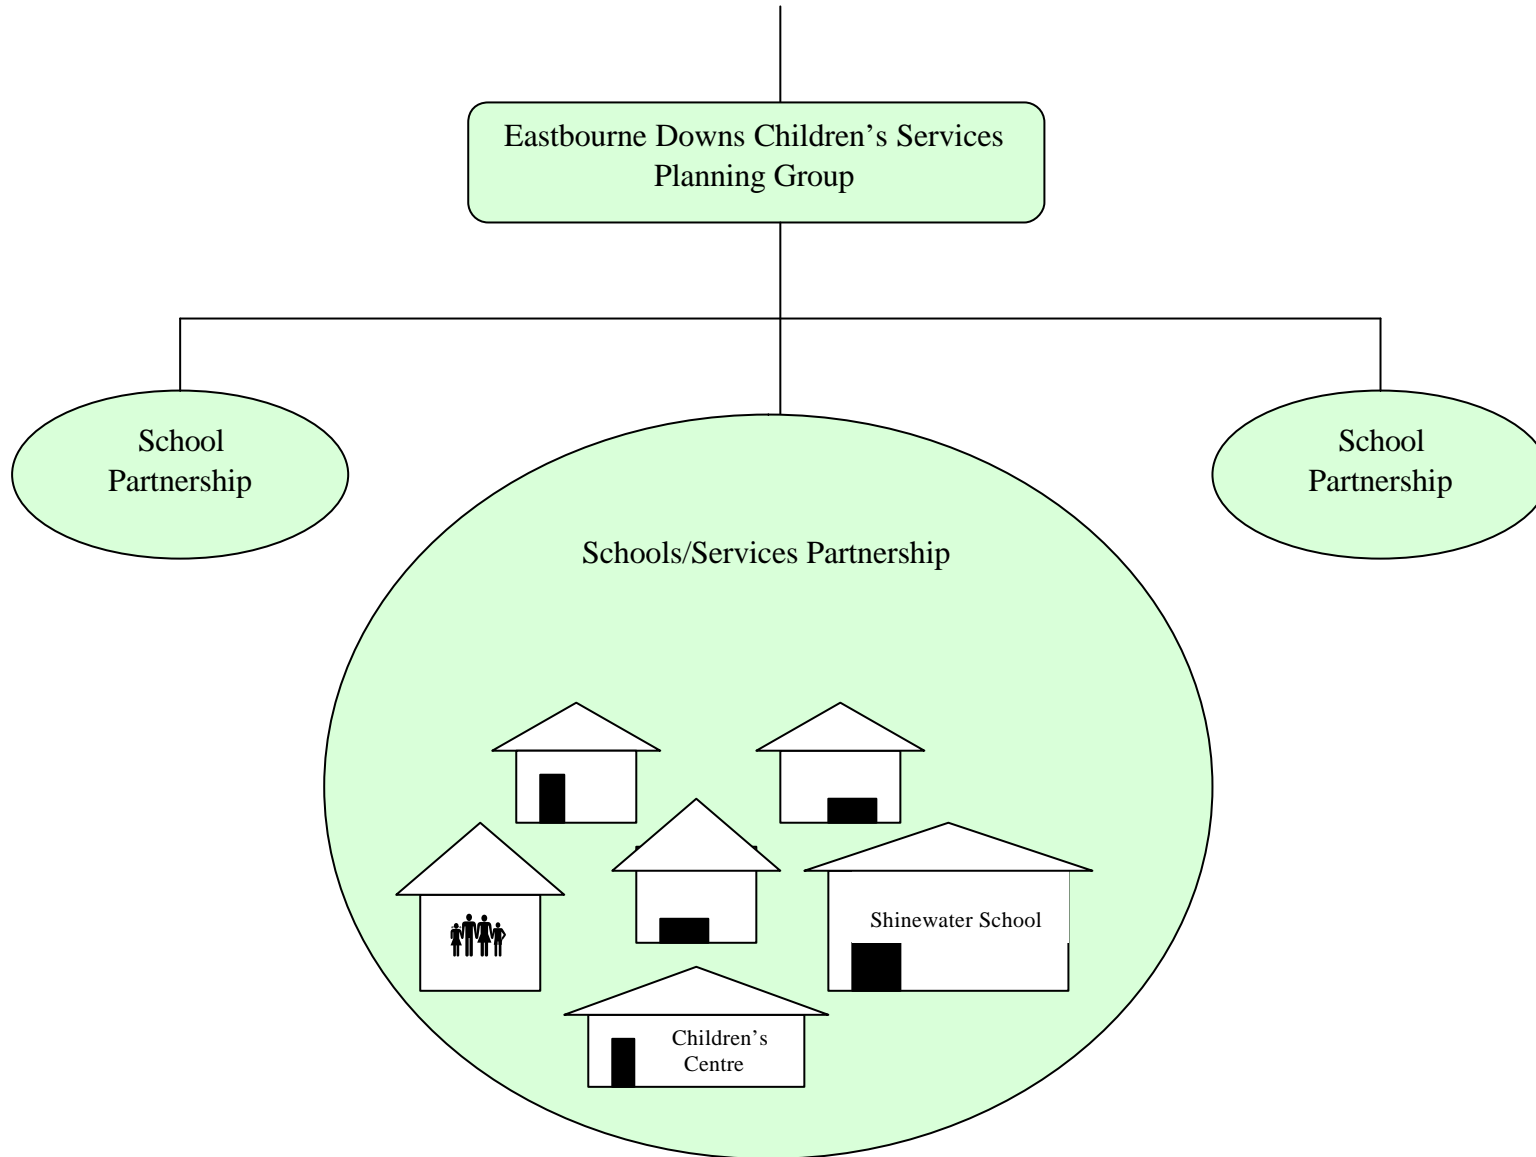 Eastbourne Downs Children’s Services
Planning Group
School
Partnership
School
Partnership
Schools/Services Partnership
Shinewater School
Children’s
Centre